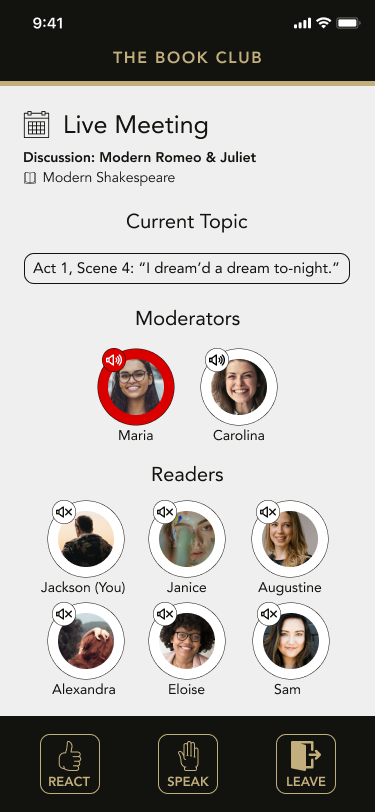 9:41
THE BOOK CLUB
Live Meeting
Discussion: Modern Romeo & Juliet
Modern Shakespeare
Current Topic
Act 1, Scene 4: “I dream’d a dream to-night.”
Moderators
Maria
Carolina
Readers
Jackson (You)
Janice
Augustine
Alexandra
Eloise
Sam
REACT
SPEAK
LEAVE